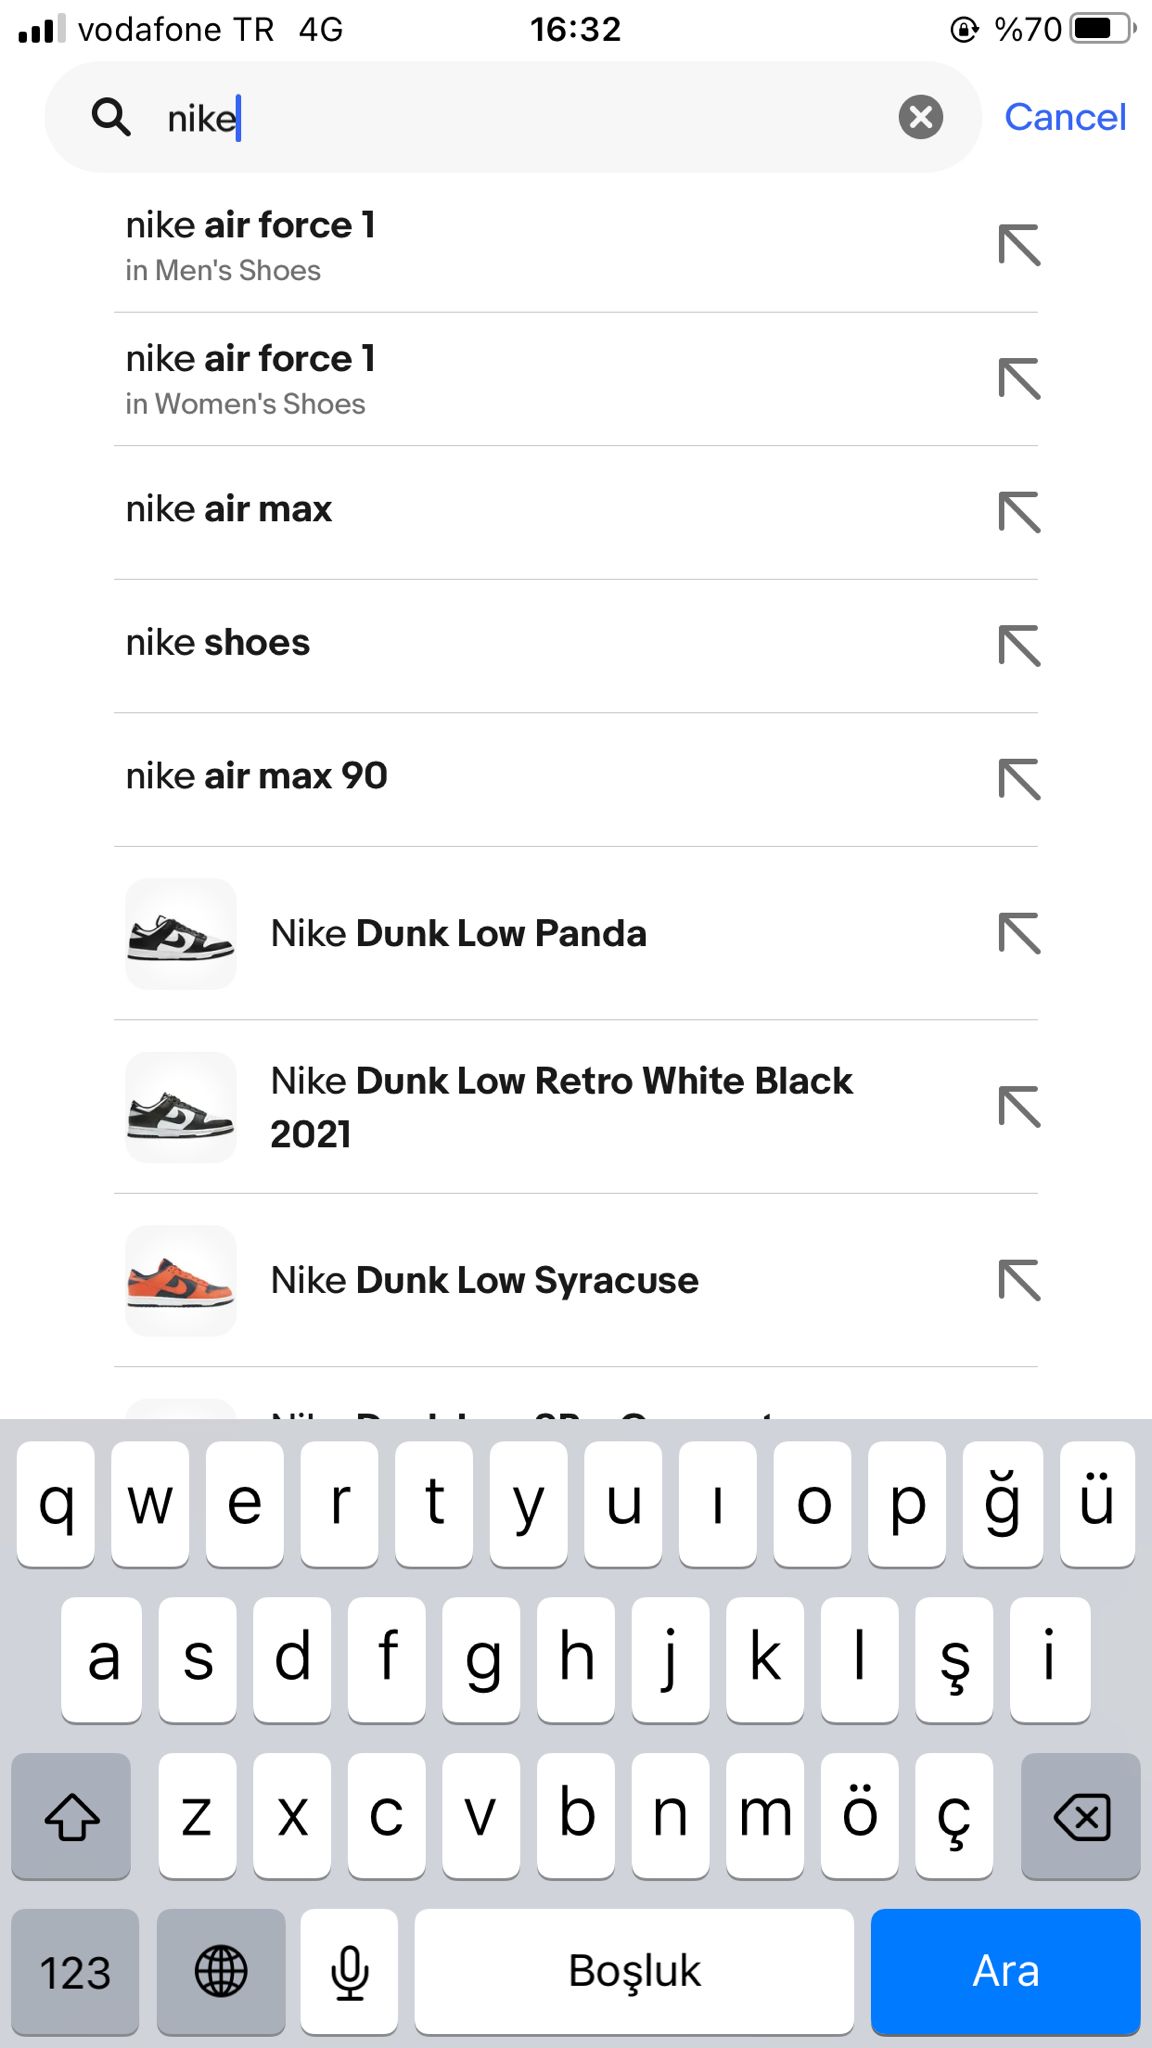 vodafone TR 4G 16:32 %70
nike
Cancel
nike air force 1
in Men's Shoes
nike air force 1
in Women's Shoes
nike air max
nike shoes
nike air max 90
Nike Dunk Low Panda
Nike Dunk Low Retro White Black
2021
Nike Dunk Low Syracuse
q w e r t y u ı o p ğ ü
a s d f g h j k l ş i
z x c v b n m ö ç
123 Boşluk Ara